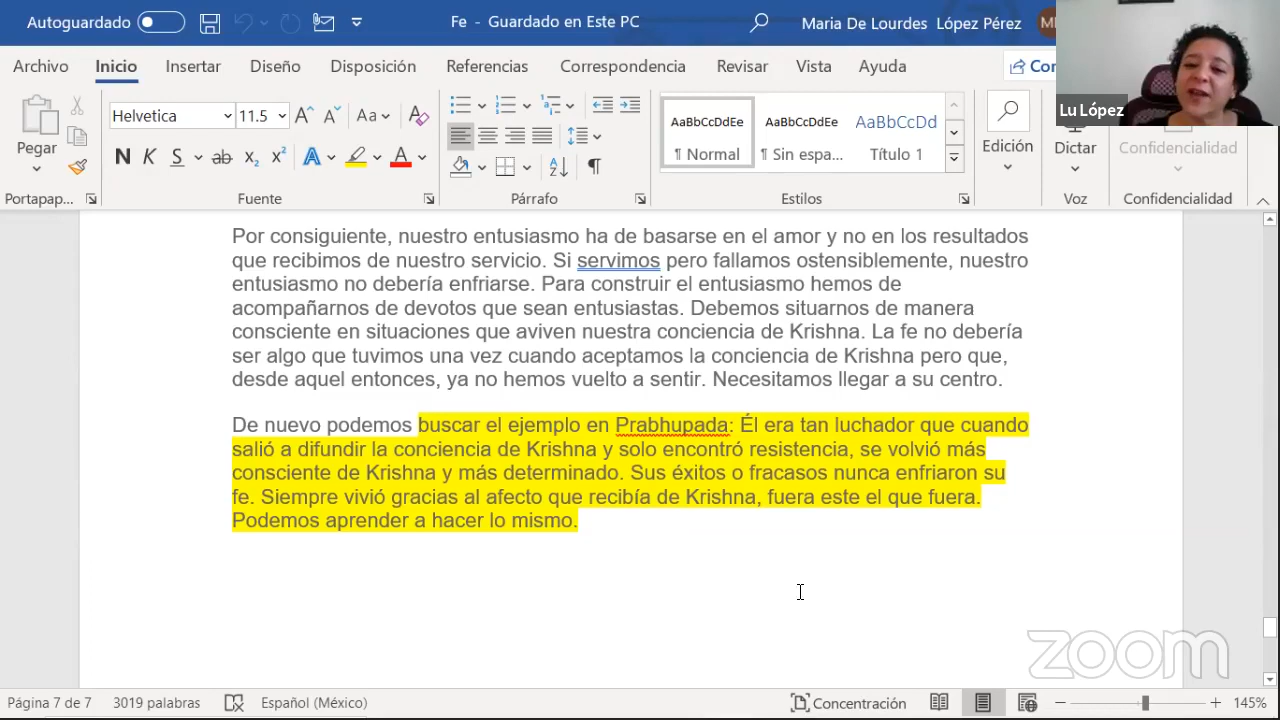 Autoguardado
Fe - Guardado en Este PC
Maria De Lourdes López Pérez
Archivo Inicio Insertar Diseño Disposición Referencias Correspondencia Revisar Vista Ayuda
Lu López
Pegar
Helvetica 11.5
Aa
N K S ab x₂ x² A A
AaBbCcDdEe AaBbCcDdEe AaBbCcDd
¶ Normal ¶ Sin espa... Título 1
Edición
Dictar
Confidencialidad
Portapap... Fuente Párrafo Estilos Voz Confidencialidad
Por consiguiente, nuestro entusiasmo ha de basarse en el amor y no en los resultados
que recibimos de nuestro servicio. Si servimos pero fallamos ostensiblemente, nuestro
entusiasmo no debería enfriarse. Para construir el entusiasmo hemos de
acompañarnos de devotos que sean entusiastas. Debemos situarnos de manera
consciente en situaciones que aviven nuestra conciencia de Krishna. La fe no debería
ser algo que tuvimos una vez cuando aceptamos la conciencia de Krishna pero que,
desde aquel entonces, ya no hemos vuelto a sentir. Necesitamos llegar a su centro.
De nuevo podemos buscar el ejemplo en Prabhupada: Él era tan luchador que cuando
salió a difundir la conciencia de Krishna y solo encontró resistencia, se volvió más
consciente de Krishna y más determinado. Sus éxitos o fracasos nunca enfriaron su
fe. Siempre vivió gracias al afecto que recibía de Krishna, fuera este el que fuera.
Podemos aprender a hacer lo mismo.
zoom
Página 7 de 7 3019 palabras Español (México) Concentración 145%